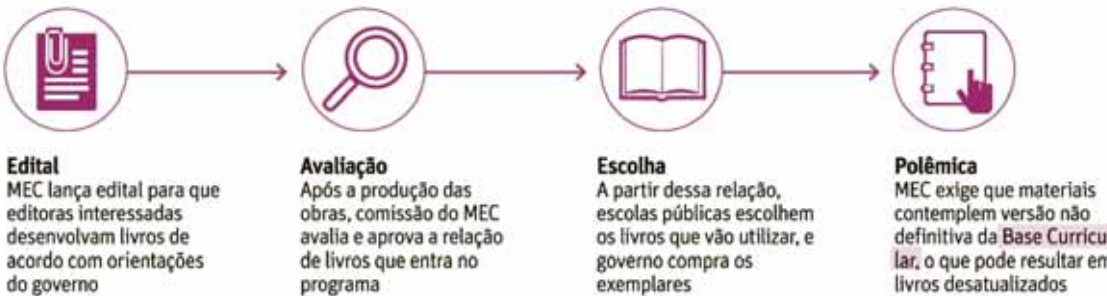 Edital
MEC lança edital para que
editoras interessadas
desenvolvam livros de
acordo com orientações
do governo
Avaliação
Após a produção das
obras, comissão do MEC
avalia e aprova a relação
de livros que entra no
programa
Escolha
A partir dessa relação,
escolas públicas escolhem
os livros que vão utilizar, e
governo compra os
exemplares
Polêmica
MEC exige que materiais
contemplem versão não
definitiva da Base Curricu
lar, o que pode resultar em
livros desatualizados